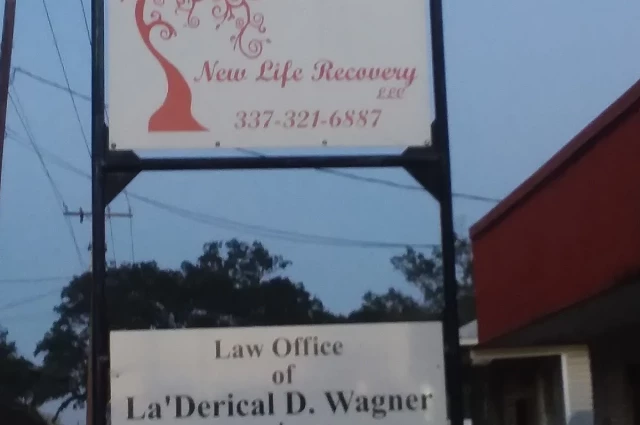 New Life Recovery
LLC
337-321-6887
Law Office
of
La'Derical D. Wagner